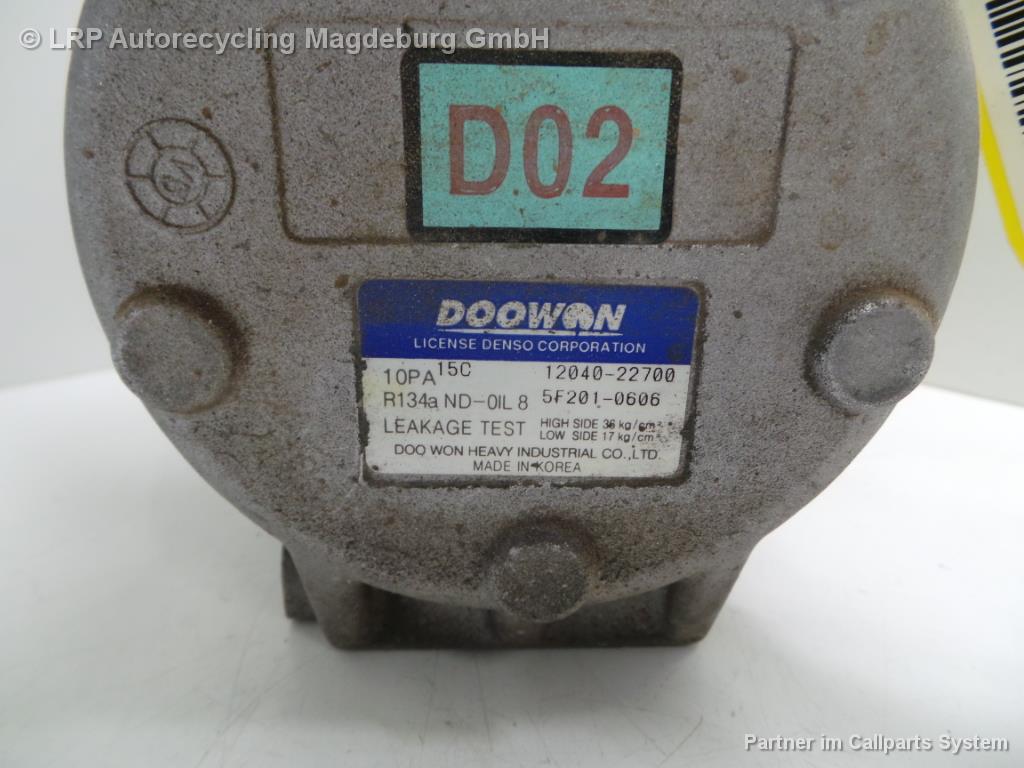 © LRP Autorecycling Magdeburg GmbH
D02
DOOWON
LICENSE DENSO CORPORATION
10PA 15C 12040-22700
R134a ND-OIL 8 5F201-0606
LEAKAGE TEST HIGH SIDE 36 kg/cm²
LOW SIDE 17 kg/cm²
DOO WON HEAVY INDUSTRIAL CO.,LTD.
MADE IN KOREA
Partner im Callparts System